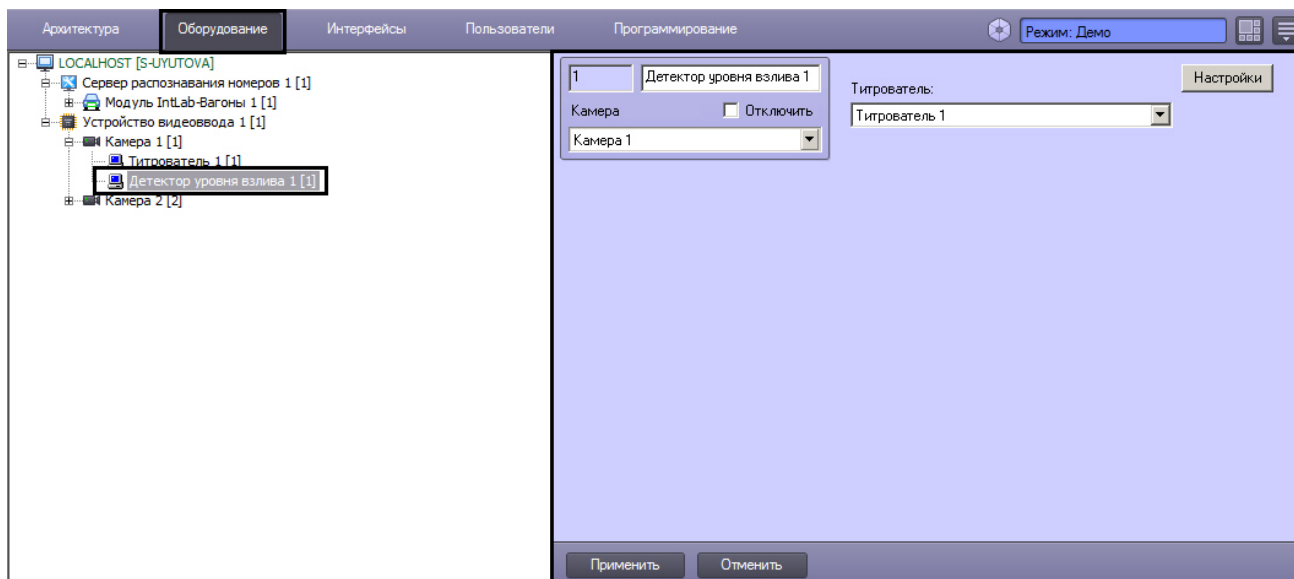 Архитектура Оборудование Интерфейсы Пользователи Программирование Режим: Демо
LOCALHOST [S-UYUTOVA]
Сервер распознавания номеров 1 [1]
Модуль IntLab-Вагоны 1 [1]
Устройство видеоввода 1 [1]
Камера 1 [1]
Титрователь 1 [1]
Детектор уровня взлива 1 [1]
Камера 2 [2]
1 Детектор уровня взлива 1
Камера Отключить
Камера 1
Титрователь:
Титрователь 1
Настройки
Применить Отменить